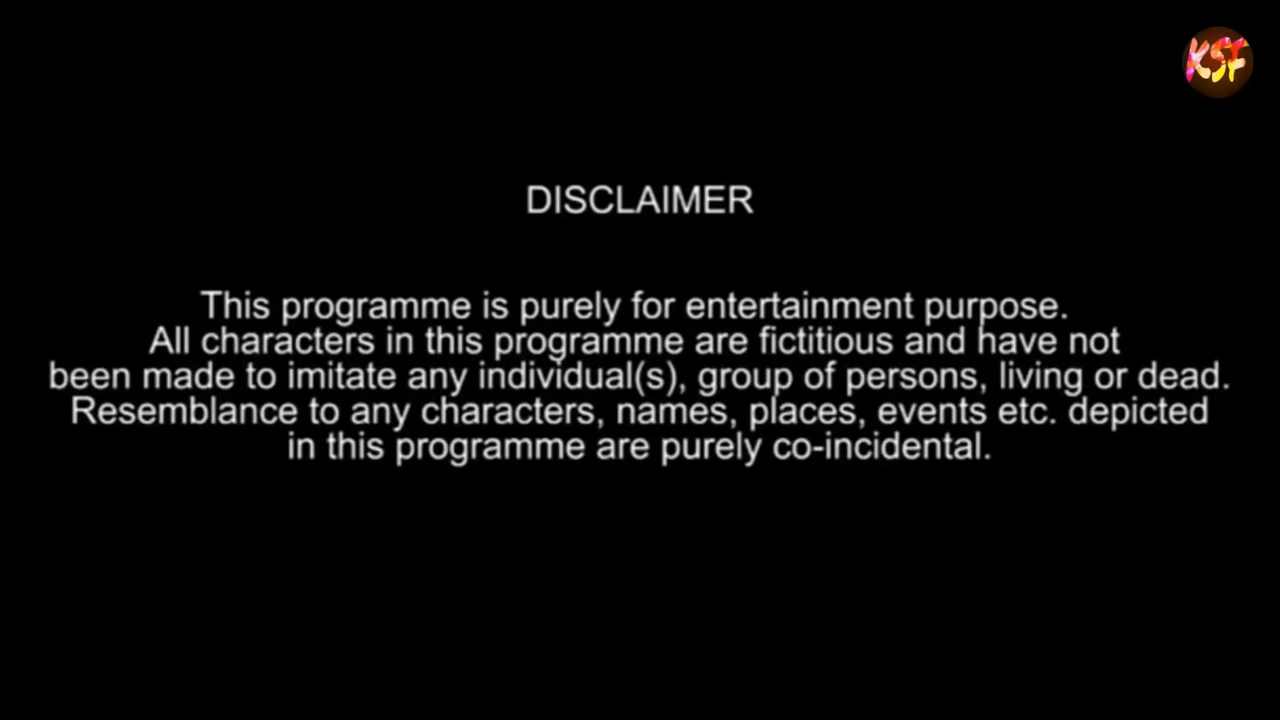 KSF
DISCLAIMER
This programme is purely for entertainment purpose.
All characters in this programme are fictitious and have not
been made to imitate any individual(s), group of persons, living or dead.
Resemblance to any characters, names, places, events etc. depicted
in this programme are purely co-incidental.